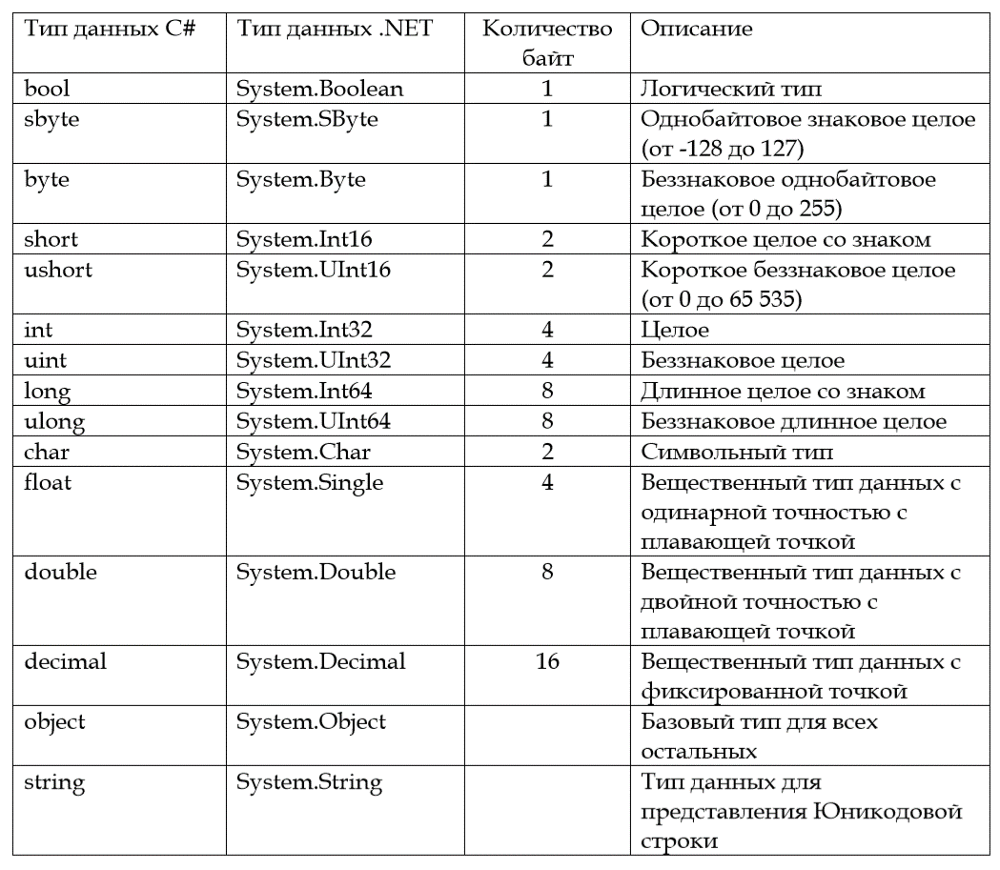 Тип данных C# Тип данных .NET Количество Описание
байт
bool System.Boolean 1 Логический тип
sbyte System.SByte 1 Однобайтовое знаковое целое
(от -128 до 127)
byte System.Byte 1 Беззнаковое однобайтовое
целое (от 0 до 255)
short System.Int16 2 Короткое целое со знаком
ushort System.UInt16 2 Короткое беззнаковое целое
(от 0 до 65 535)
int System.Int32 4 Целое
uint System.UInt32 4 Беззнаковое целое
long System.Int64 8 Длинное целое со знаком
ulong System.UInt64 8 Беззнаковое длинное целое
char System.Char 2 Символьный тип
float System.Single 4 Вещественный тип данных с
одинарной точностью с
плавающей точкой
double System.Double 8 Вещественный тип данных с
двойной точностью с
плавающей точкой
decimal System.Decimal 16 Вещественный тип данных с
фиксированной точкой
object System.Object Базовый тип для всех
остальных
string System.String Тип данных для
представления Юникодовой
строки